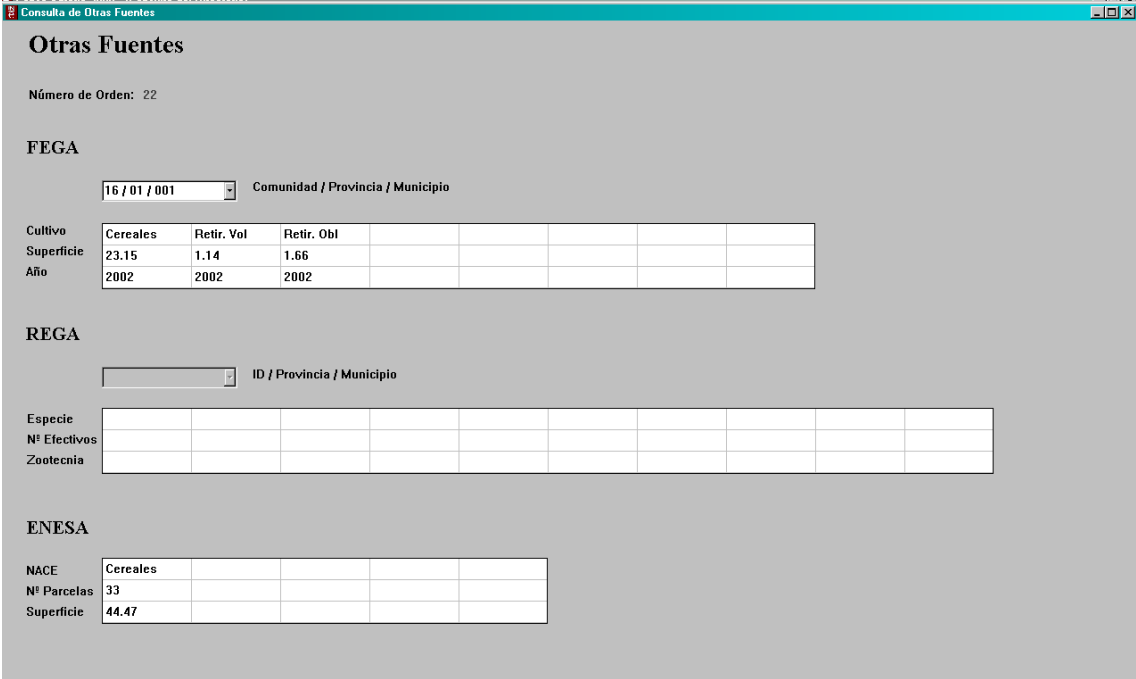 Consulta de Otras Fuentes
Otras Fuentes
Número de Orden: 22
FEGA
16 / 01 / 001 Comunidad / Provincia / Municipio
Cultivo Cereales Retir. Vol Retir. Obl
Superficie 23.15 1.14 1.66
Año 2002 2002 2002
REGA
ID / Provincia / Municipio
Especie
Nº Efectivos
Zootecnia
ENESA
NACE Cereales
Nº Parcelas 33
Superficie 44.47